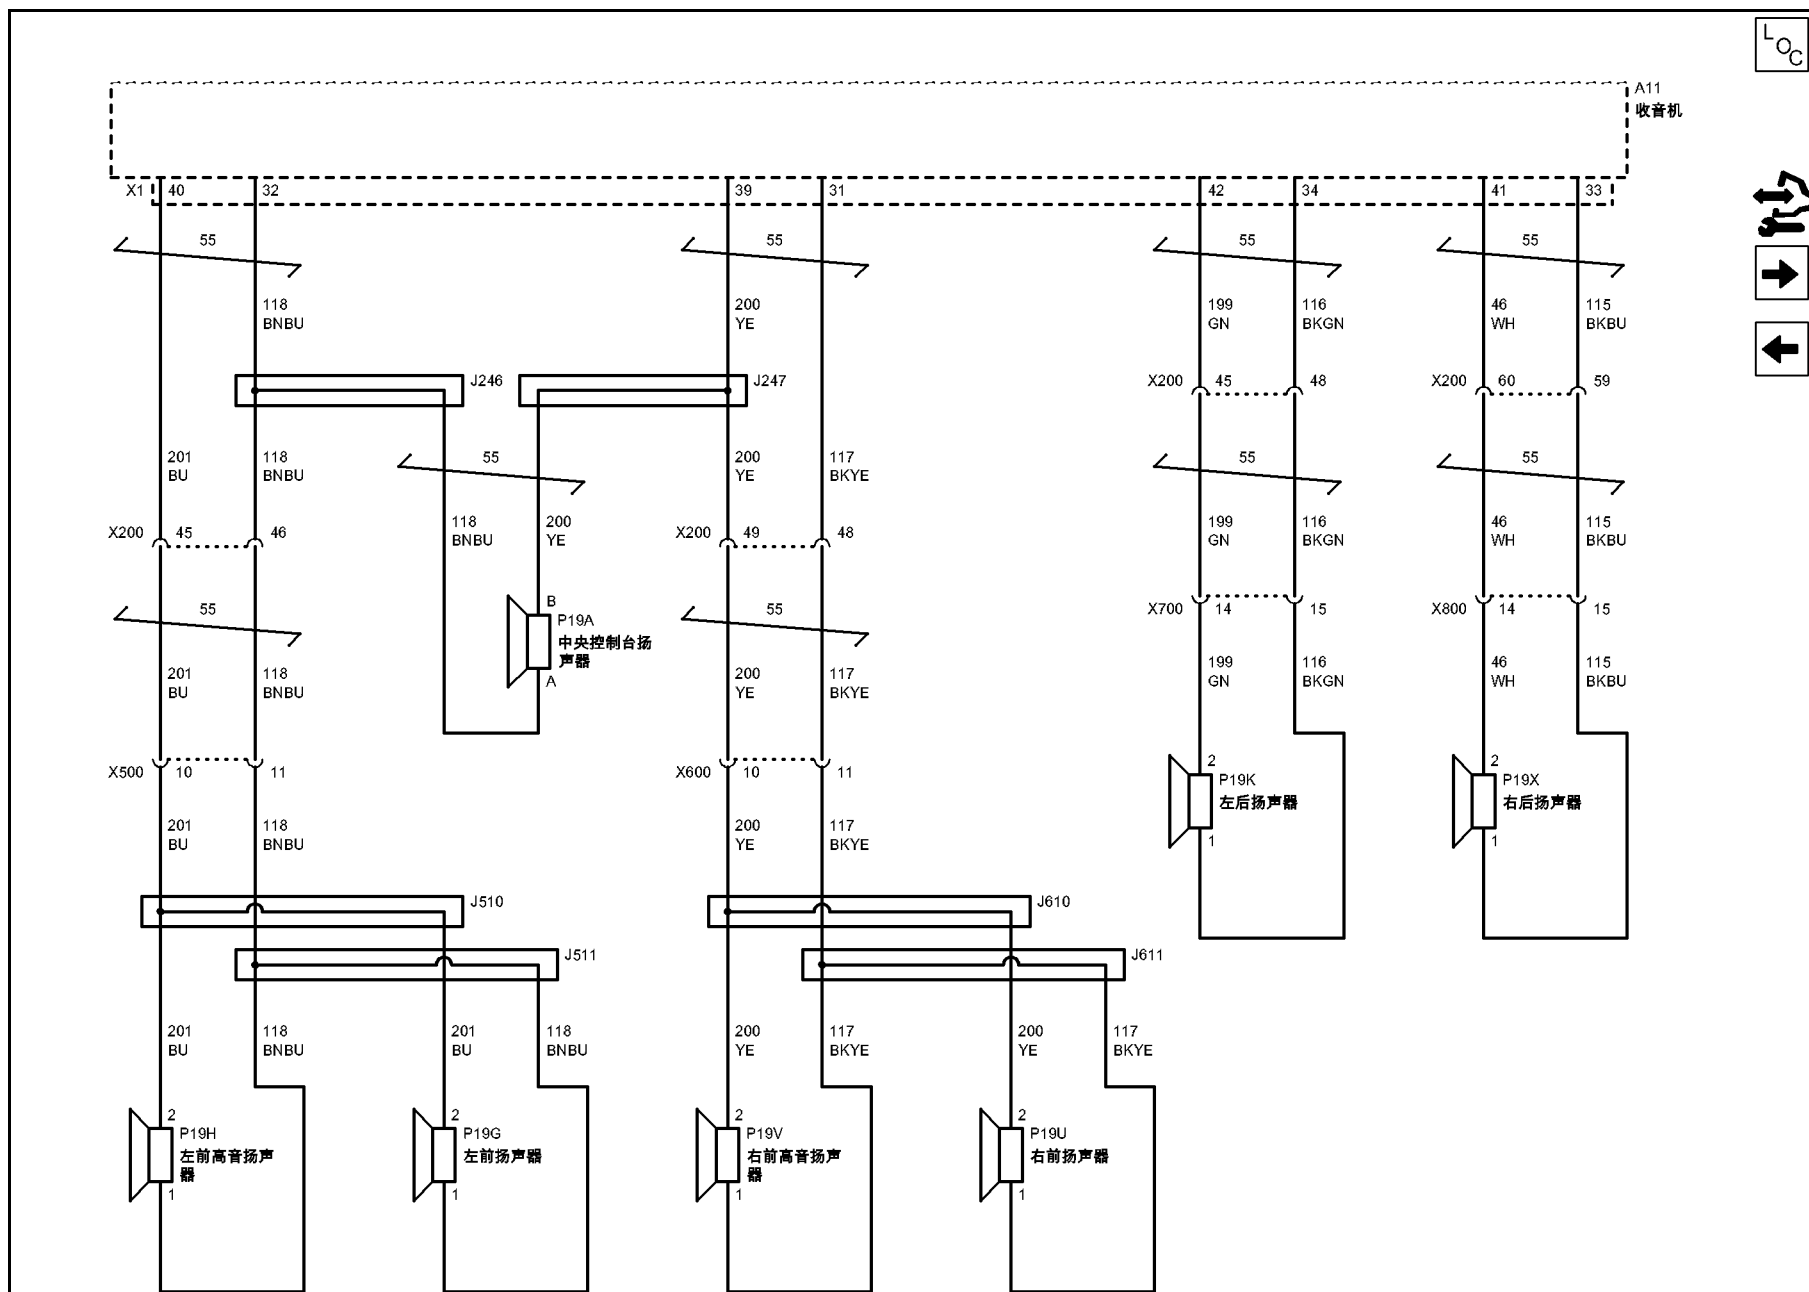 LOC
A11
收音机
X1 40 32 39 31 42 34 41 33
55 55 55 55
118
BNBU
200
YE
199
GN
116
BKGN
46
WH
115
BKBU
J246 J247
X200 45 48
X200 60 59
201
BU
118
BNBU
55
200
YE
117
BKYE
55 55
X200 45 46
118
BNBU
200
YE
X200 49 48
199
GN
116
BKGN
46
WH
115
BKBU
55
B
P19A
中央控制台扬
声器
A
55
X700 14 15
X800 14 15
201
BU
118
BNBU
200
YE
117
BKYE
199
GN
116
BKGN
46
WH
115
BKBU
X500 10 11
X600 10 11
2
P19K
左后扬声器
1
2
P19X
右后扬声器
1
201
BU
118
BNBU
200
YE
117
BKYE
J510
J610
J511
J611
201
BU
118
BNBU
201
BU
118
BNBU
200
YE
117
BKYE
200
YE
117
BKYE
2
P19H
左前高音扬声
器
1
2
P19G
左前扬声器
1
2
P19V
右前高音扬声
器
1
2
P19U
右前扬声器
1